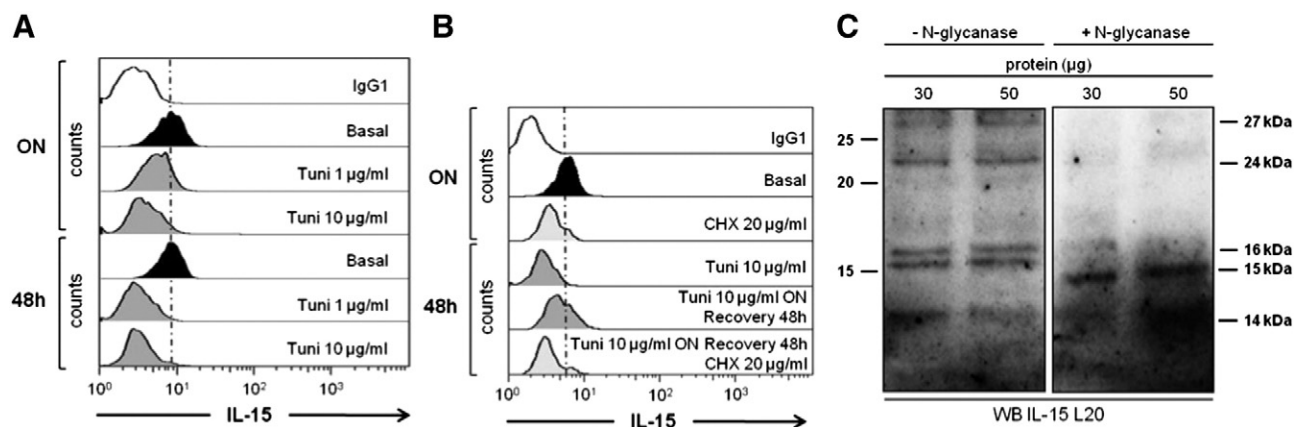 A
ON
counts
48h
counts
IgG1
Basal
Tuni 1 µg/ml
Tuni 10 µg/ml
Basal
Tuni 1 µg/ml
Tuni 10 µg/ml
10⁰ 10¹ 10² 10³
IL-15
B
ON
counts
48h
counts
IgG1
Basal
CHX 20 µg/ml
Tuni 10 µg/ml
Tuni 10 µg/ml ON
Recovery 48h
Tuni 10 µg/ml ON Recovery 48h
CHX 20 µg/ml
10⁰ 10¹ 10² 10³
IL-15
C
- N-glycanase + N-glycanase
protein (µg)
30 50 30 50
25
20
15
27 kDa
24 kDa
16 kDa
15 kDa
14 kDa
WB IL-15 L20